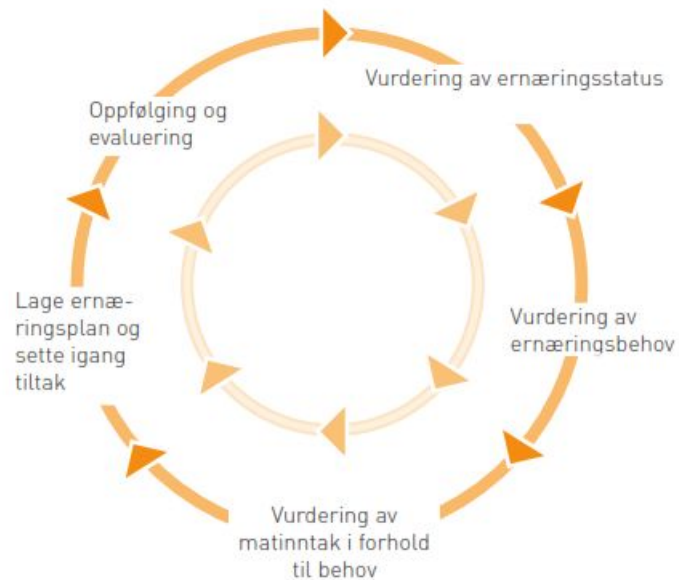 Vurdering av ernæringsstatus
Vurdering av
ernæringsbehov
Vurdering av
matinntak i forhold
til behov
Lage ernæ-
ringsplan og
sette igang
tiltak
Oppfølging og
evaluering